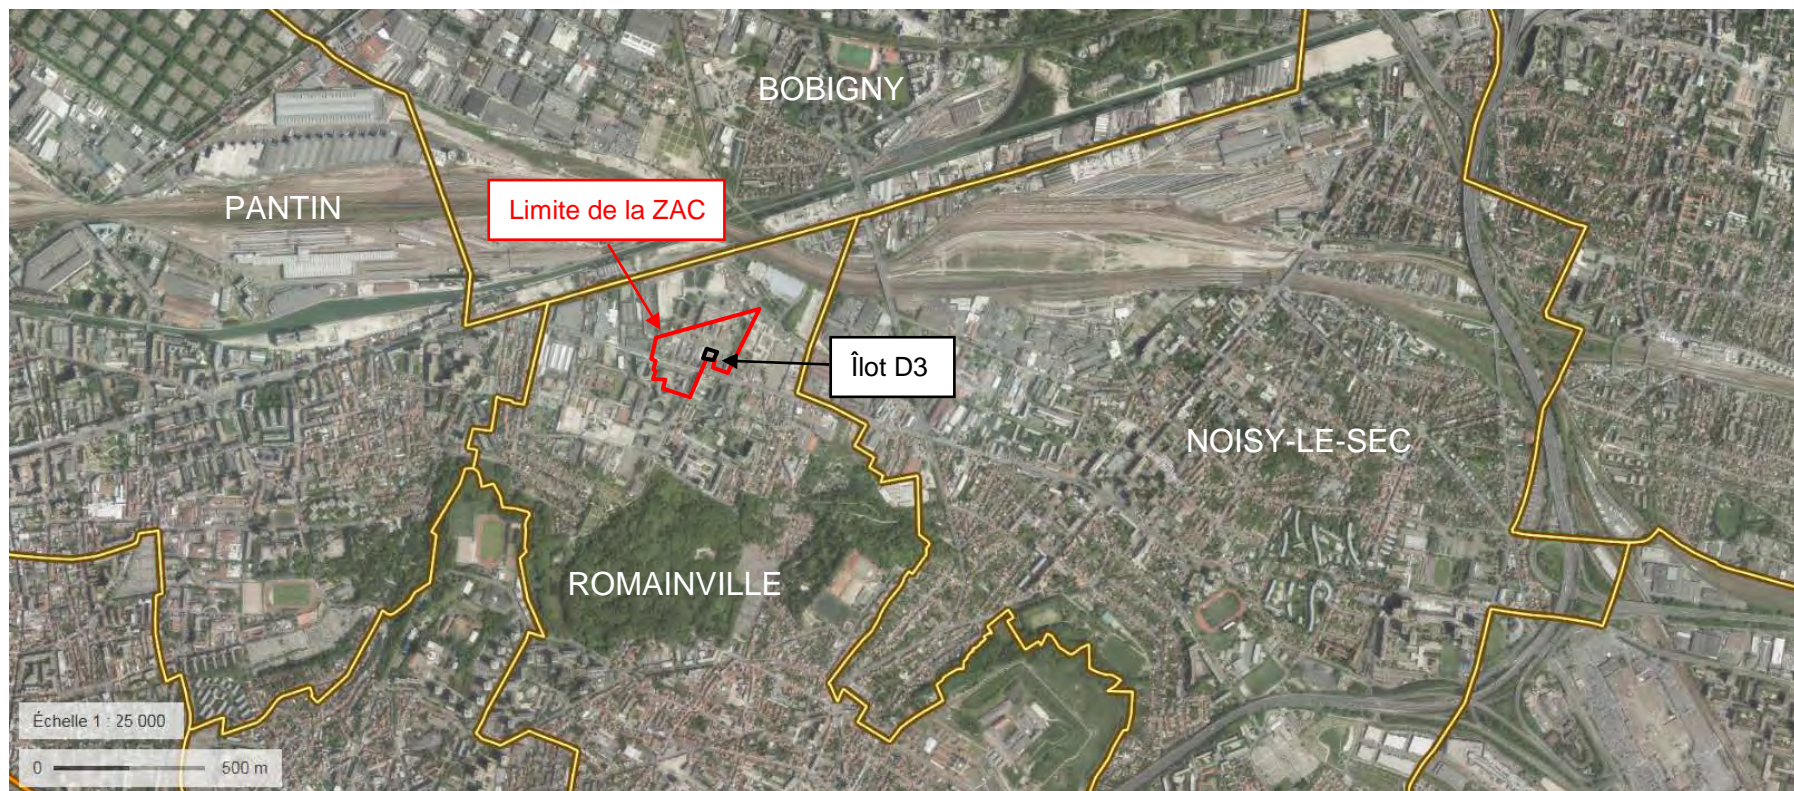 BOBIGNY
PANTIN
Limite de la ZAC
Îlot D3
NOISY-LE-SEC
ROMAINVILLE
Échelle 1 : 25 000
0 500 m